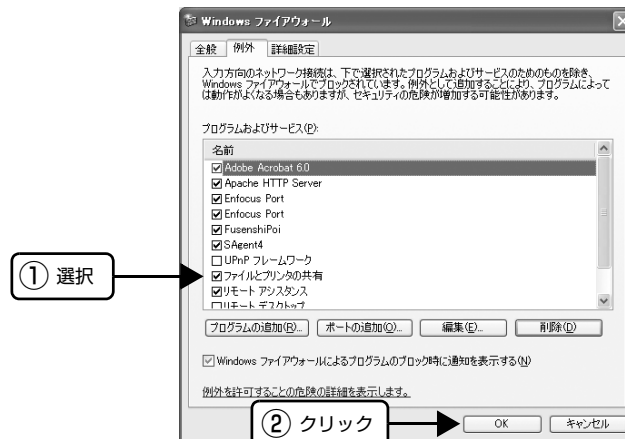 Windows ファイアウォール
全般 例外 詳細設定
入力方向のネットワーク接続は、下で選択されたプログラムおよびサービスのためのものを除き、
Windows ファイアウォールでブロックされています。例外として追加することにより、プログラムによって
は動作がよくなる場合もありますが、セキュリティの危険が増加する可能性があります。
プログラムおよびサービス(P):
名前
Adobe Acrobat 6.0
Apache HTTP Server
Enfocus Port
Enfocus Port
FusenshiPoi
SAgent4
UPnP フレームワーク
① 選択
ファイルとプリンタの共有
リモート アシスタンス
リモート デスクトップ
プログラムの追加(R)... ポートの追加(O)... 編集(E)... 削除(D)
Windows ファイアウォールによるプログラムのブロック時に通知を表示する(N)
例外を許可することの危険の詳細を表示します。
② クリック
OK キャンセル